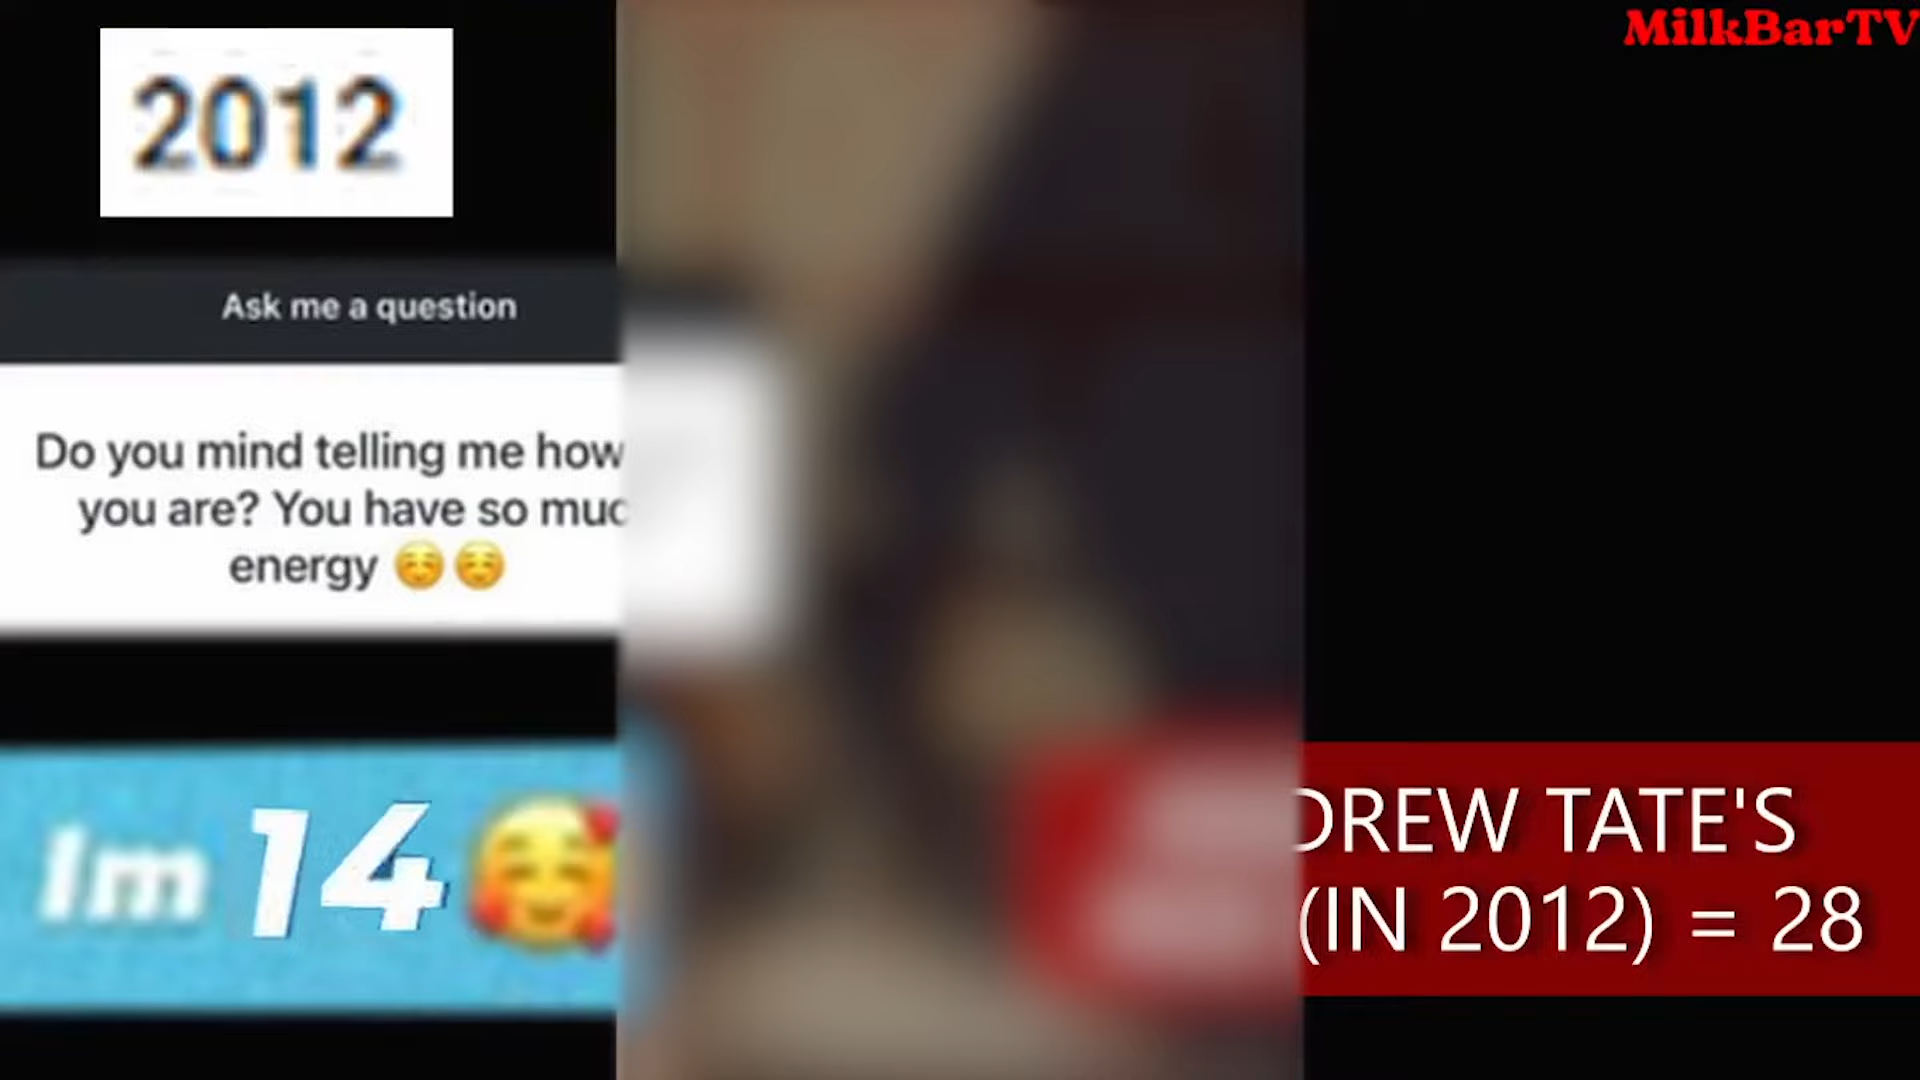 MilkBarTV
2012
Ask me a question
Do you mind telling me how
you are? You have so muc
energy ☺️☺️
Im 14 🥰
DREW TATE'S
(IN 2012) = 28